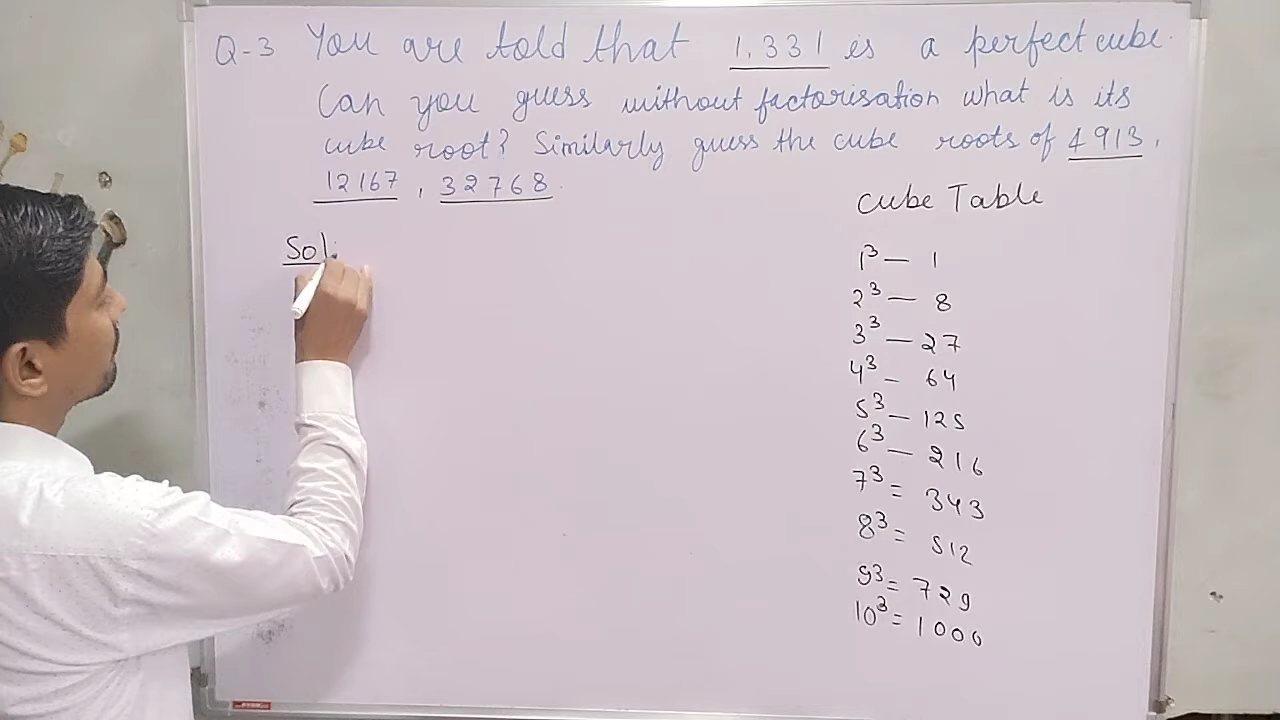 Q-3 You are told that 1,331 is a perfect cube.
Can you guess without factorisation what is its
cube root? Similarly guess the cube roots of 4913,
12167, 32768.
Cube Table
Sol:
1³ — 1
2³ — 8
3³ — 27
4³ - 64
5³ — 125
6³ — 216
7³ = 343
8³ = 512
9³ = 729
10³ = 1000